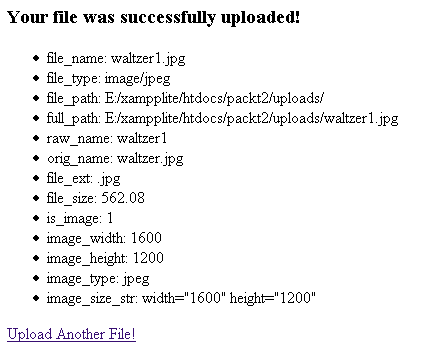 Your file was successfully uploaded!
file_name: waltzer1.jpg
file_type: image/jpeg
file_path: E:/xampplite/htdocs/packt2/uploads/
full_path: E:/xampplite/htdocs/packt2/uploads/waltzer1.jpg
raw_name: waltzer1
orig_name: waltzer.jpg
file_ext: .jpg
file_size: 562.08
is_image: 1
image_width: 1600
image_height: 1200
image_type: jpeg
image_size_str: width="1600" height="1200"
Upload Another File!